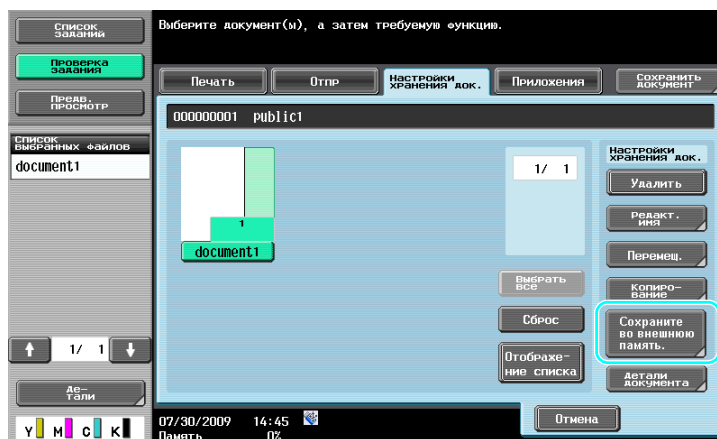 Список
заданий
Выберите документ(ы), а затем требуемую функцию.
Проверка
задания
Предв.
просмотр
Печать
Отпр
Настройки
хранения док.
Приложения
Сохранить
документ
000000001 public1
Список
выбранных файлов
document1
1
document1
1/ 1
Настройки
хранения док.
Удалить
Редакт.
имя
Перемещ.
Выбрать
все
Копиро-
вание
Сброс
Сохраните
во внешнюю
память.
Отображе-
ние списка
Детали
документа
1/ 1
Де-
тали
Отмена
07/30/2009 14:45
Память 0%
Y M C K